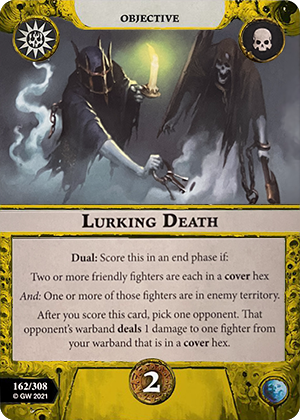 OBJECTIVE
LURKING DEATH
Dual: Score this in an end phase if:
Two or more friendly fighters are each in a cover hex
And: One or more of those fighters are in enemy territory.
After you score this card, pick one opponent. That
opponent's warband deals 1 damage to one fighter from
your warband that is in a cover hex.
162/308
© GW 2021
2